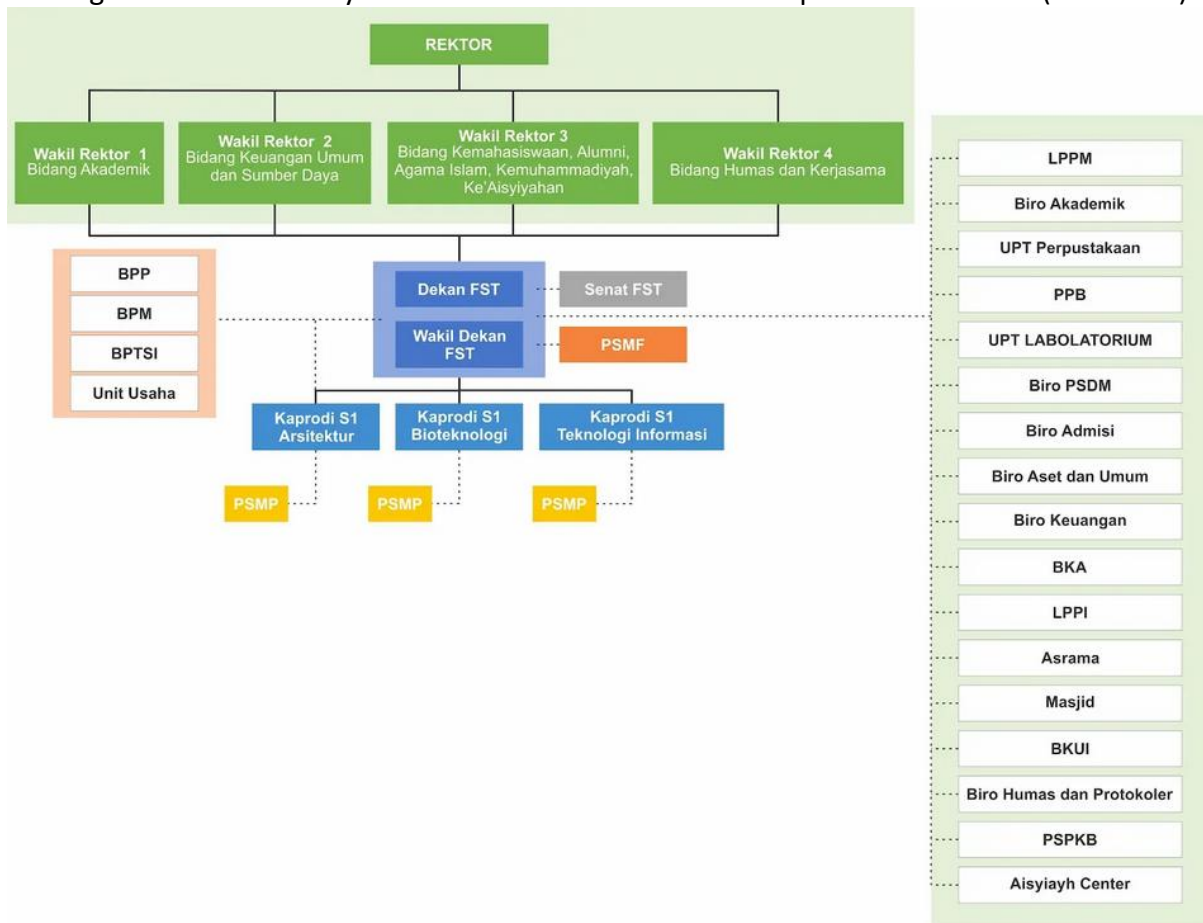 REKTOR
Wakil Rektor 1
Bidang Akademik
Wakil Rektor 2
Bidang Keuangan Umum
dan Sumber Daya
Wakil Rektor 3
Bidang Kemahasiswaan, Alumni,
Agama Islam, Kemuhammadiyah,
Ke'Aisyiyahan
Wakil Rektor 4
Bidang Humas dan Kerjasama
BPP
BPM
BPTSI
Unit Usaha
Dekan FST
Senat FST
Wakil Dekan
FST
PSMF
Kaprodi S1
Arsitektur
Kaprodi S1
Bioteknologi
Kaprodi S1
Teknologi Informasi
PSMP
PSMP
PSMP
LPPM
Biro Akademik
UPT Perpustakaan
PPB
UPT LABOLATORIUM
Biro PSDM
Biro Admisi
Biro Aset dan Umum
Biro Keuangan
BKA
LPPI
Asrama
Masjid
BKUI
Biro Humas dan Protokoler
PSPKB
Aisyiayh Center